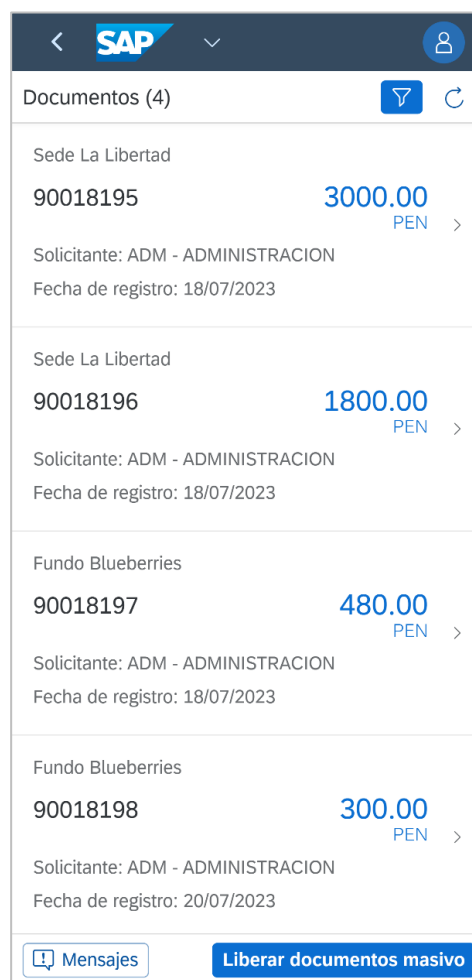 SAP
Documentos (4)
Sede La Libertad
90018195
3000.00
PEN
Solicitante: ADM - ADMINISTRACION
Fecha de registro: 18/07/2023
Sede La Libertad
90018196
1800.00
PEN
Solicitante: ADM - ADMINISTRACION
Fecha de registro: 18/07/2023
Fundo Blueberries
90018197
480.00
PEN
Solicitante: ADM - ADMINISTRACION
Fecha de registro: 18/07/2023
Fundo Blueberries
90018198
300.00
PEN
Solicitante: ADM - ADMINISTRACION
Fecha de registro: 20/07/2023
Mensajes
Liberar documentos masivo